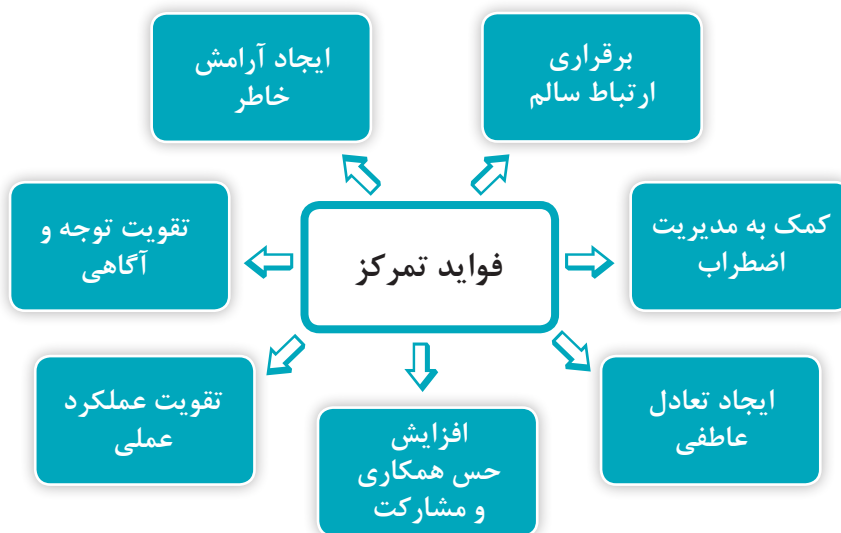 فواید تمرکز
برقراری
ارتباط سالم
کمک به مدیریت
اضطراب
ایجاد تعادل
عاطفی
افزایش
حس همکاری
و مشارکت
تقویت عملکرد
عملی
تقویت توجه و
آگاهی
ایجاد آرامش
خاطر